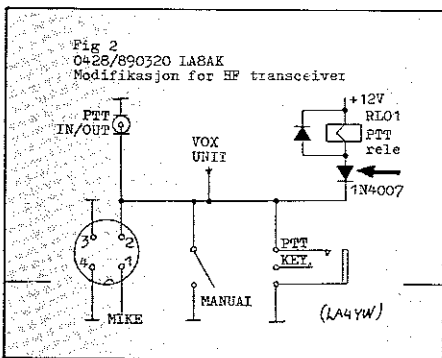 Fig 2
0428/890320 LA8AK
Modifikasjon for HF transceiver
+12V
PTT
IN/OUT
RL01
PTT
rele
VOX
UNIT
1N4007
3 2
4 1
PTT
KEY.
MANUAL
MIKE
(LA4YW)